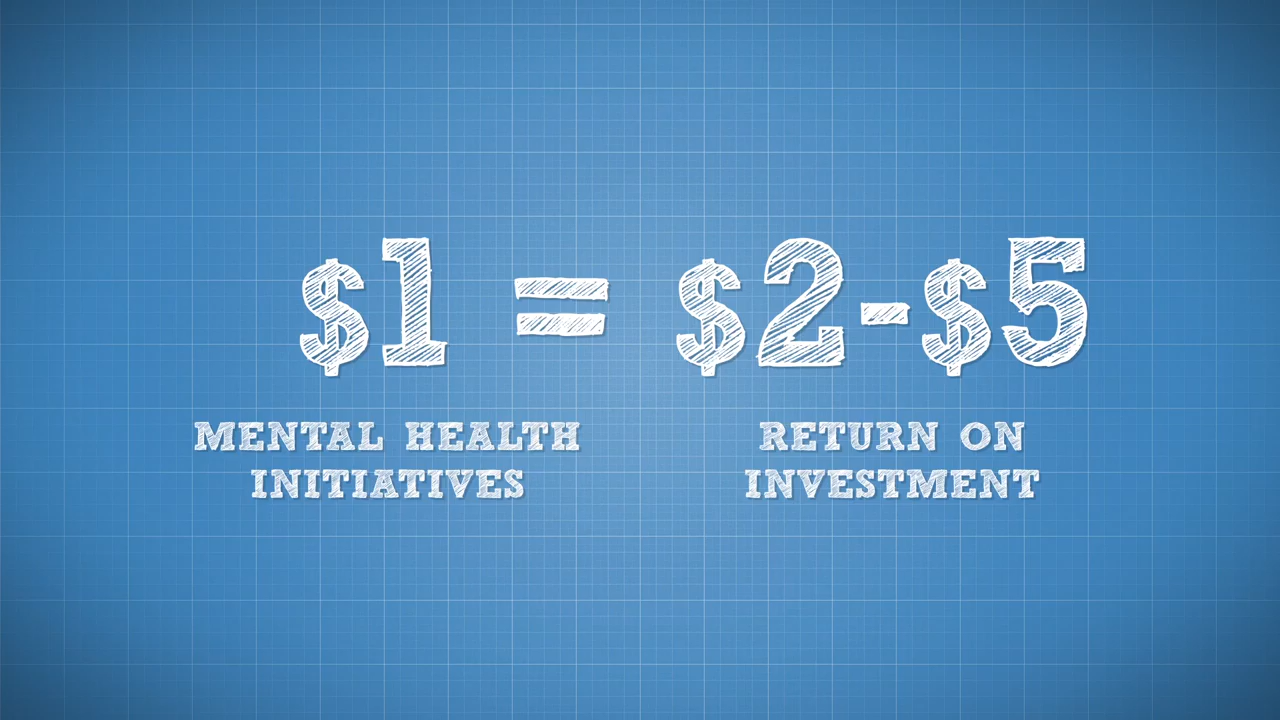 $1 = $2-$5
MENTAL HEALTH
INITIATIVES
RETURN ON
INVESTMENT